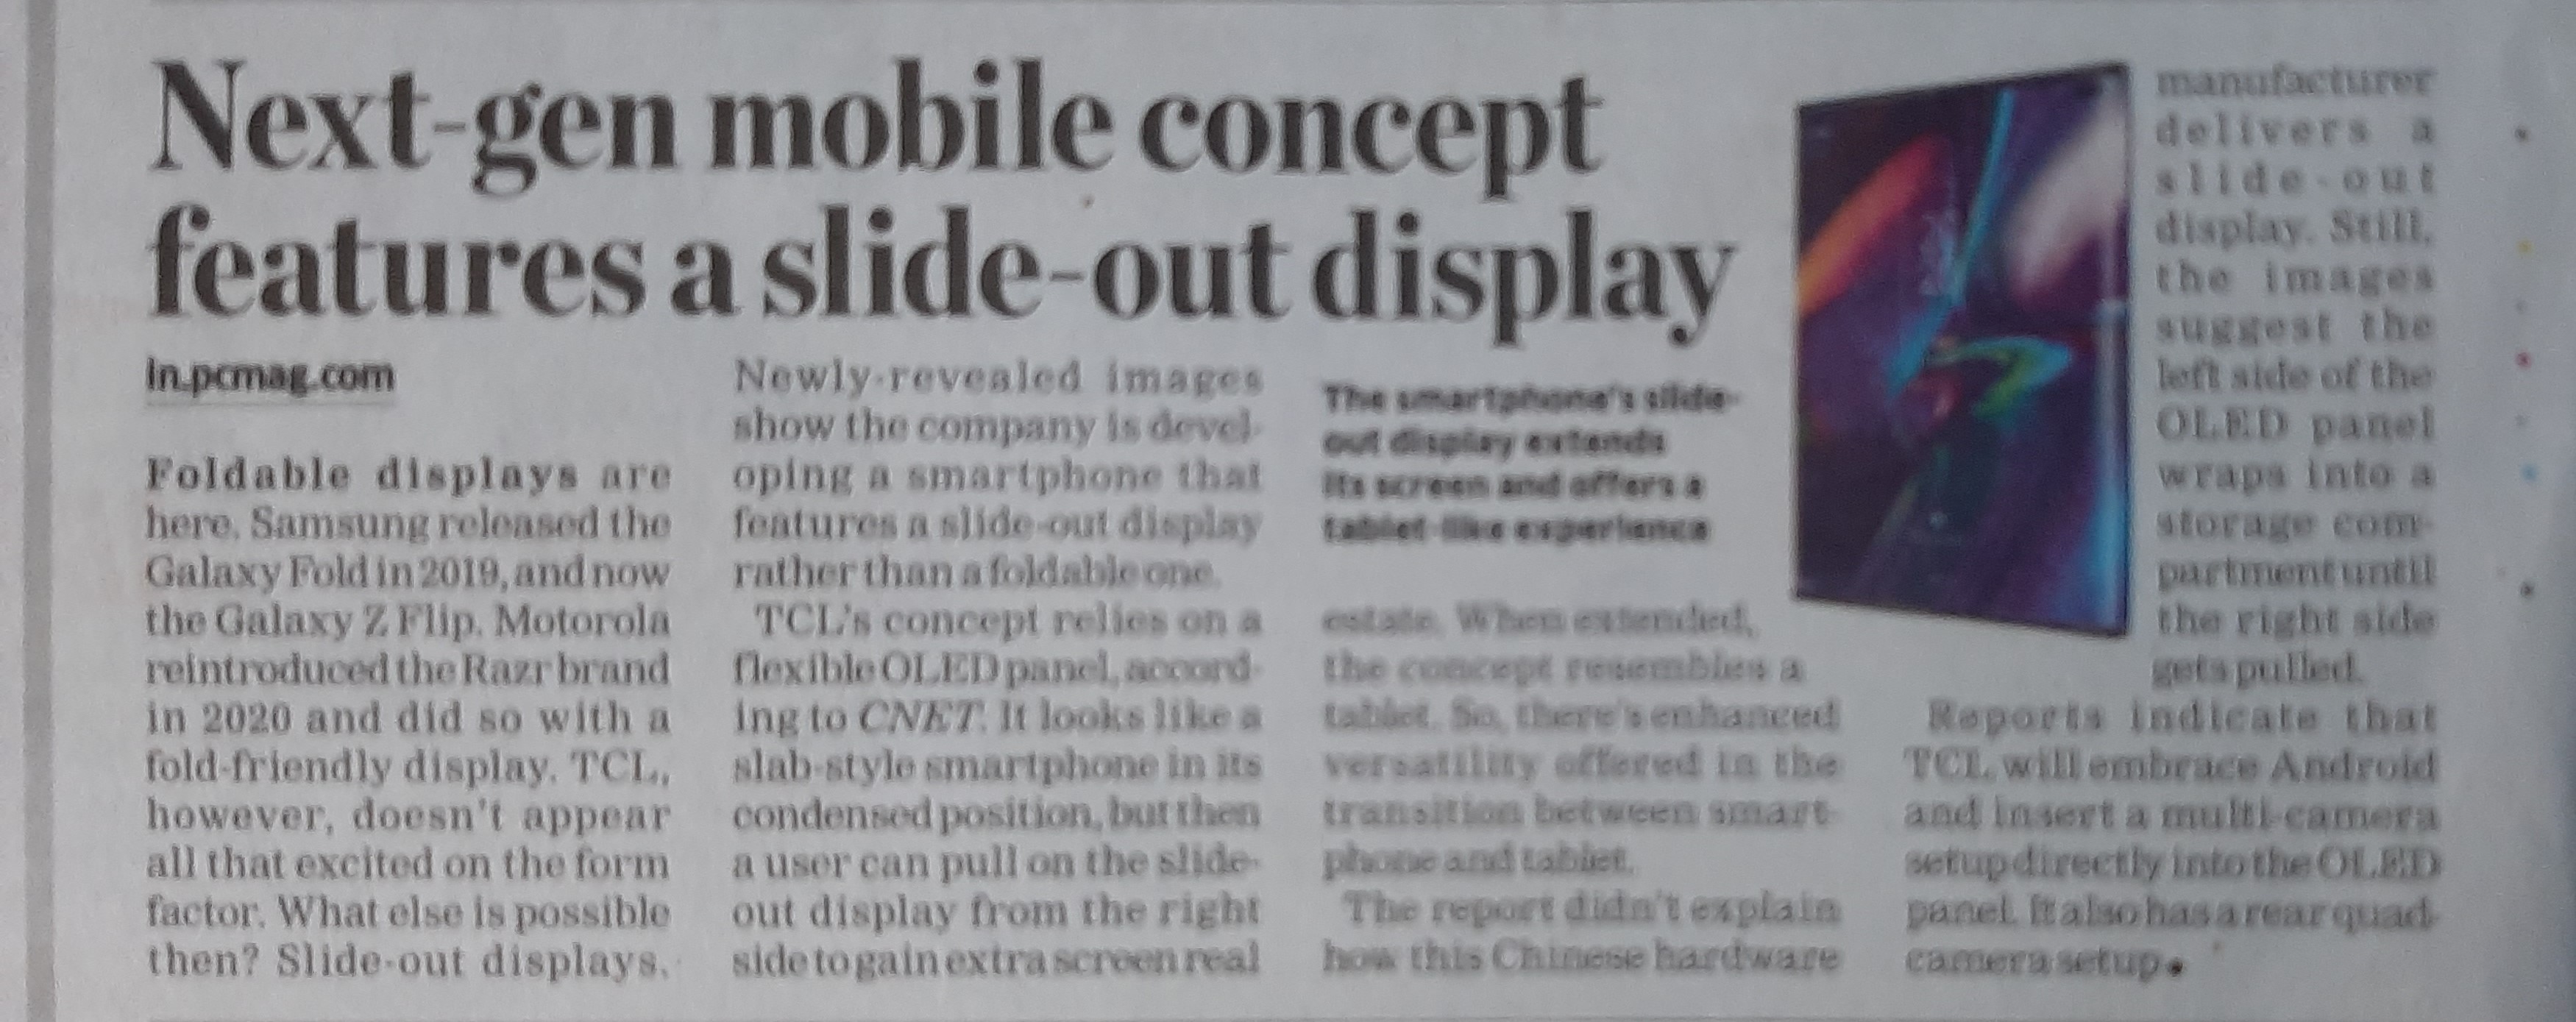 Next-gen mobile concept
features a slide-out display
in.pcmag.com
Foldable displays are
here. Samsung released the
Galaxy Fold in 2019, and now
the Galaxy Z Flip. Motorola
reintroduced the Razr brand
in 2020 and did so with a
fold-friendly display. TCL,
however, doesn't appear
all that excited on the form
factor. What else is possible
then? Slide-out displays.
Newly-revealed images
show the company is devel-
oping a smartphone that
features a slide-out display
rather than a foldable one.
TCL's concept relies on a
flexible OLED panel, accord-
ing to CNET. It looks like a
slab-style smartphone in its
condensed position, but then
a user can pull on the slide-
out display from the right
side to gain extra screen real
The smartphone's slide-
out display extends
its screen and offers a
tablet-like experience
estate. When extended,
the concept resembles a
tablet. So, there's enhanced
versatility offered in the
transition between smart-
phone and tablet.
The report didn't explain
how this Chinese hardware
manufacturer
delivers a
slide-out
display. Still,
the images
suggest the
left side of the
OLED panel
wraps into a
storage com-
partment until
the right side
gets pulled.
Reports indicate that
TCL will embrace Android
and insert a multi-camera
setup directly into the OLED
panel. It also has a rear quad-
camera setup.